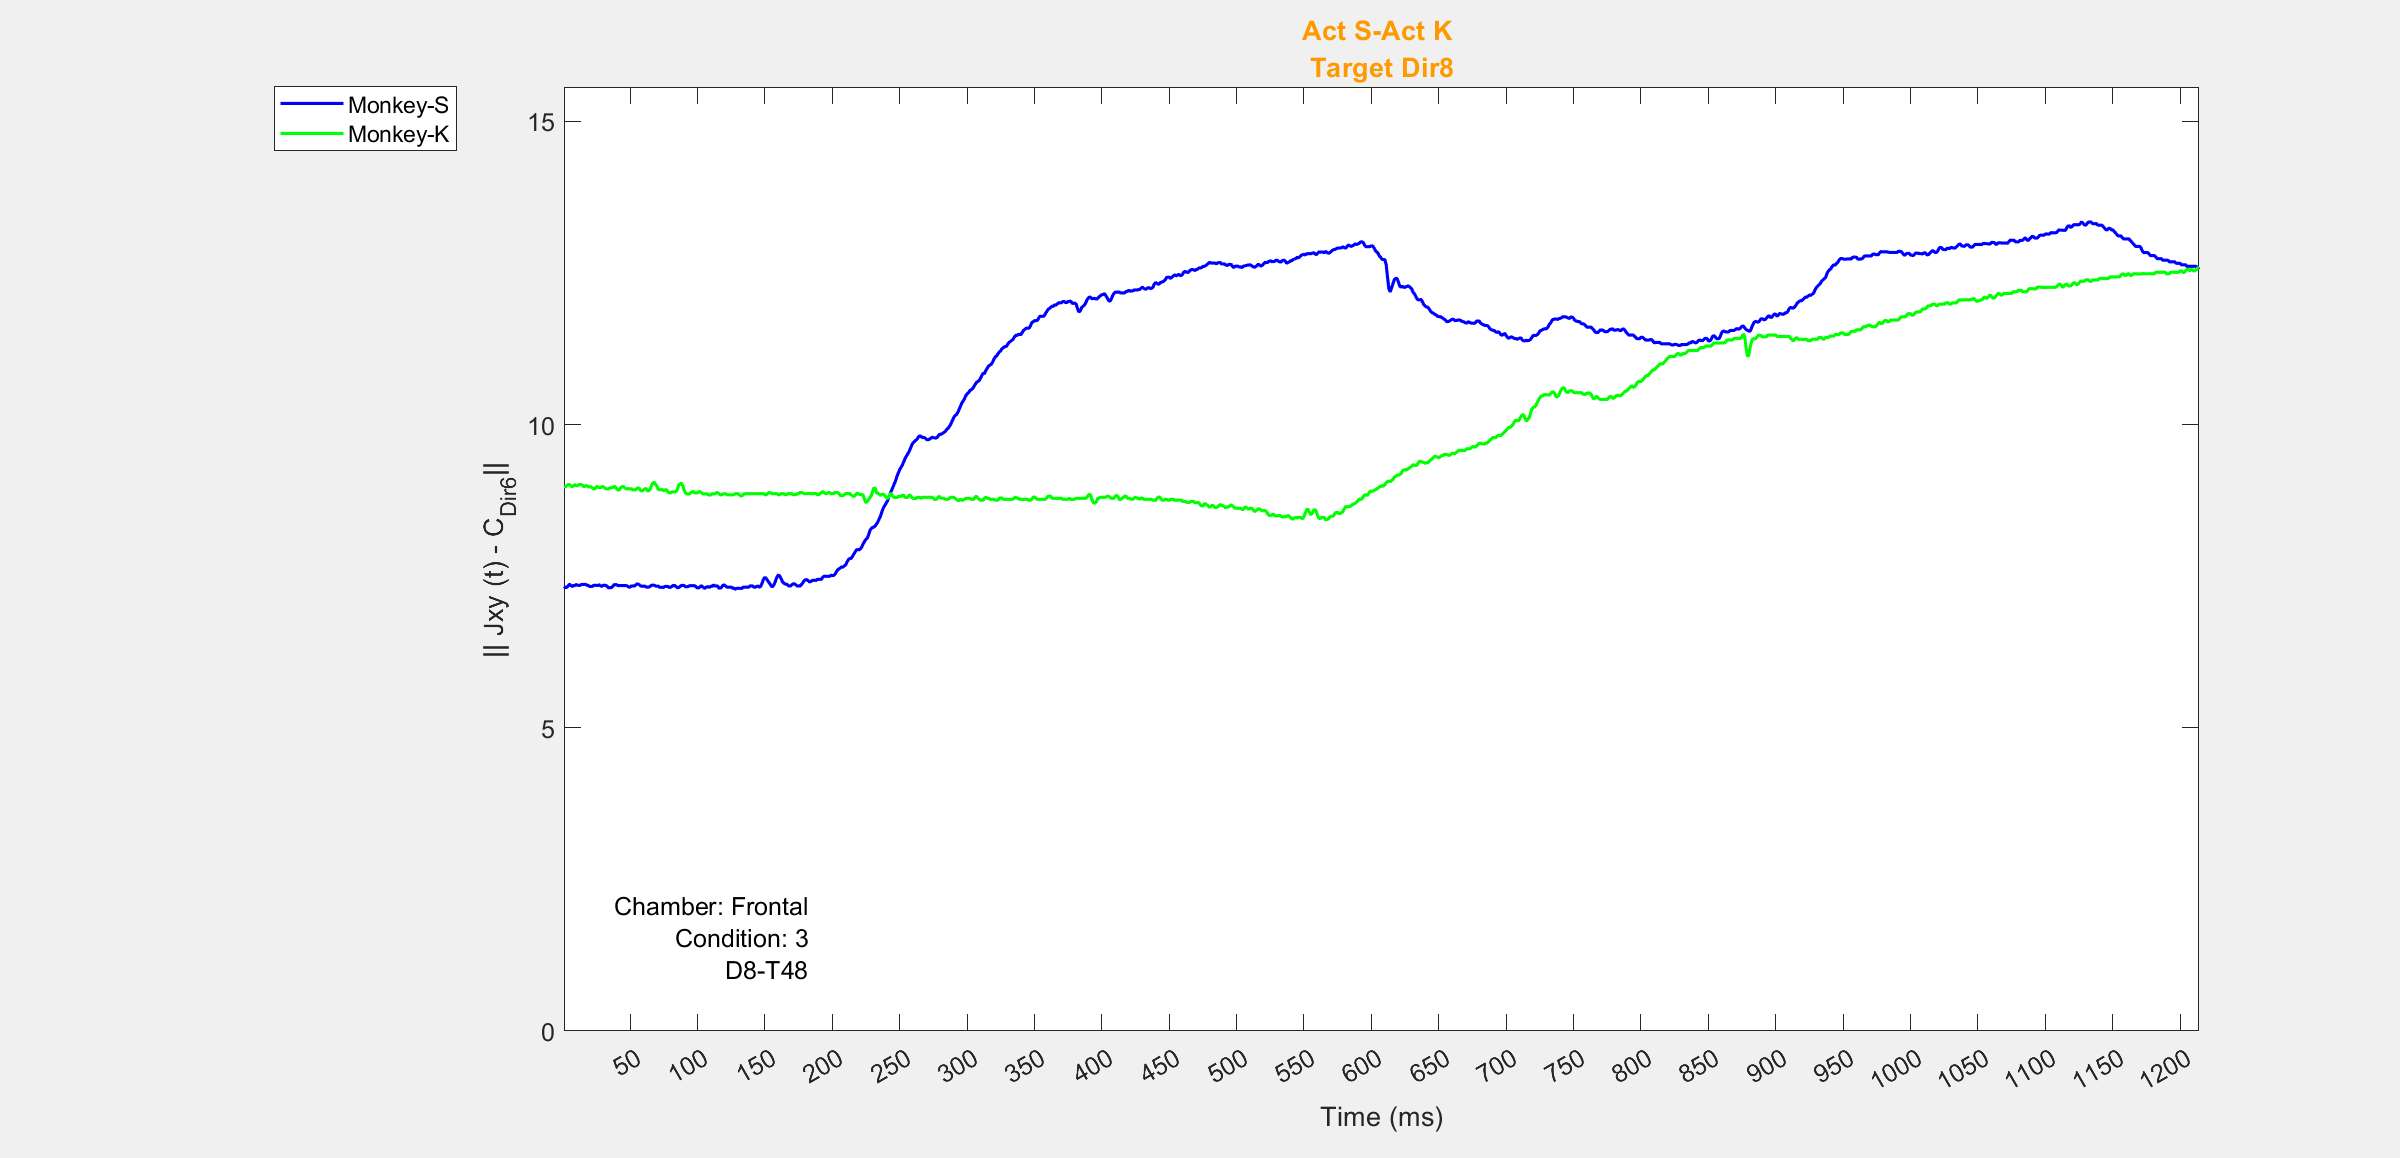 Act S-Act K
Target Dir8
Monkey-S
Monkey-K
15
10
5
0
|| Jxy (t) - C_Dir6||
Chamber: Frontal
Condition: 3
D8-T48
50 100 150 200 250 300 350 400 450 500 550 600 650 700 750 800 850 900 950 1000 1050 1100 1150 1200
Time (ms)